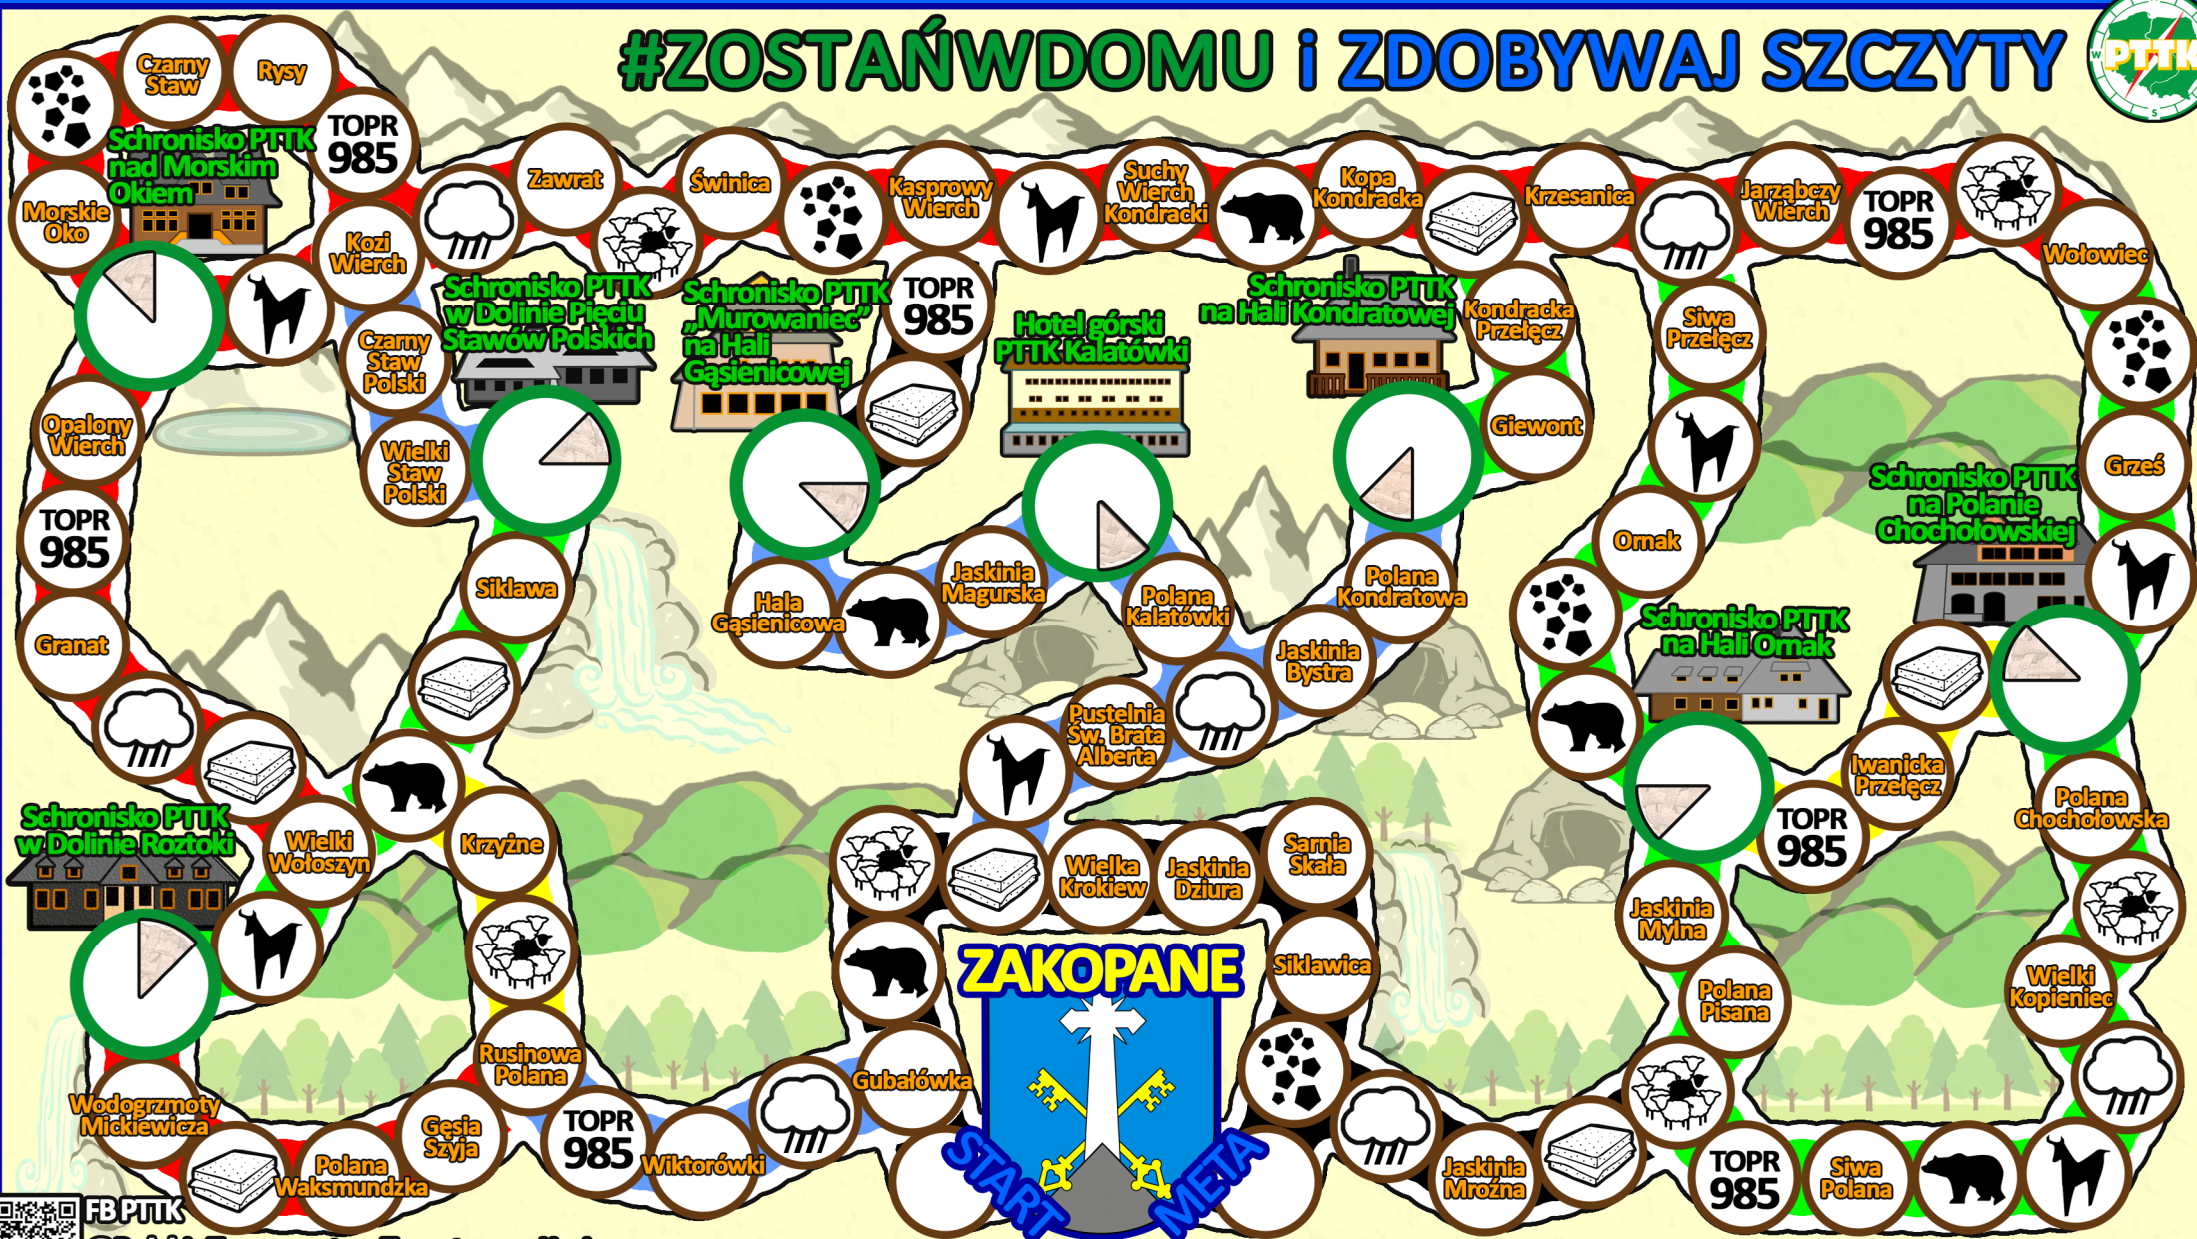 #ZOSTAŃWDOMU i ZDOBYWAJ SZCZYTY
PTTK
W
S
Czarny
Staw
Rysy
TOPR
985
Schronisko PTTK
nad Morskim
Okiem
Morskie
Oko
Kozi
Wierch
Zawrat
Świnica
Kasprowy
Wierch
Suchy
Wierch
Kondracki
Kopa
Kondracka
Krzesanica
Jarząbczy
Wierch
TOPR
985
Wołowiec
Czarny
Staw
Polski
Schronisko PTTK
w Dolinie Pięciu
Stawów Polskich
Schronisko PTTK
„Murowaniec”
na Hali
Gąsienicowej
TOPR
985
Hotel górski
PTTK Kalatówki
Schronisko PTTK
na Hali Kondratowej
Kondracka
Przełęcz
Siwa
Przełęcz
Opalony
Wierch
Wielki
Staw
Polski
Giewont
Grześ
TOPR
985
Schronisko PTTK
na Polanie
Chochołowskiej
Ornak
Siklawa
Hala
Gąsienicowa
Jaskinia
Magurska
Polana
Kalatówki
Polana
Kondratowa
Granat
Jaskinia
Bystra
Schronisko PTTK
na Hali Ornak
Pustelnia
Św. Brata
Alberta
Iwanicka
Przełęcz
Polana
Chochołowska
TOPR
985
Schronisko PTTK
w Dolinie Roztoki
Wielki
Wołoszyn
Krzyżne
Wielka
Krokiew
Jaskinia
Dziura
Sarnia
Skała
Jaskinia
Mylna
ZAKOPANE
Siklawica
Polana
Pisana
Wielki
Kopieniec
Rusinowa
Polana
Gubałówka
Wodogrzmoty
Mickiewicza
Gęsia
Szyja
TOPR
985
Wiktorówki
Polana
Waksmundzka
START
META
Jaskinia
Mroźna
TOPR
985
Siwa
Polana
FB PTTK